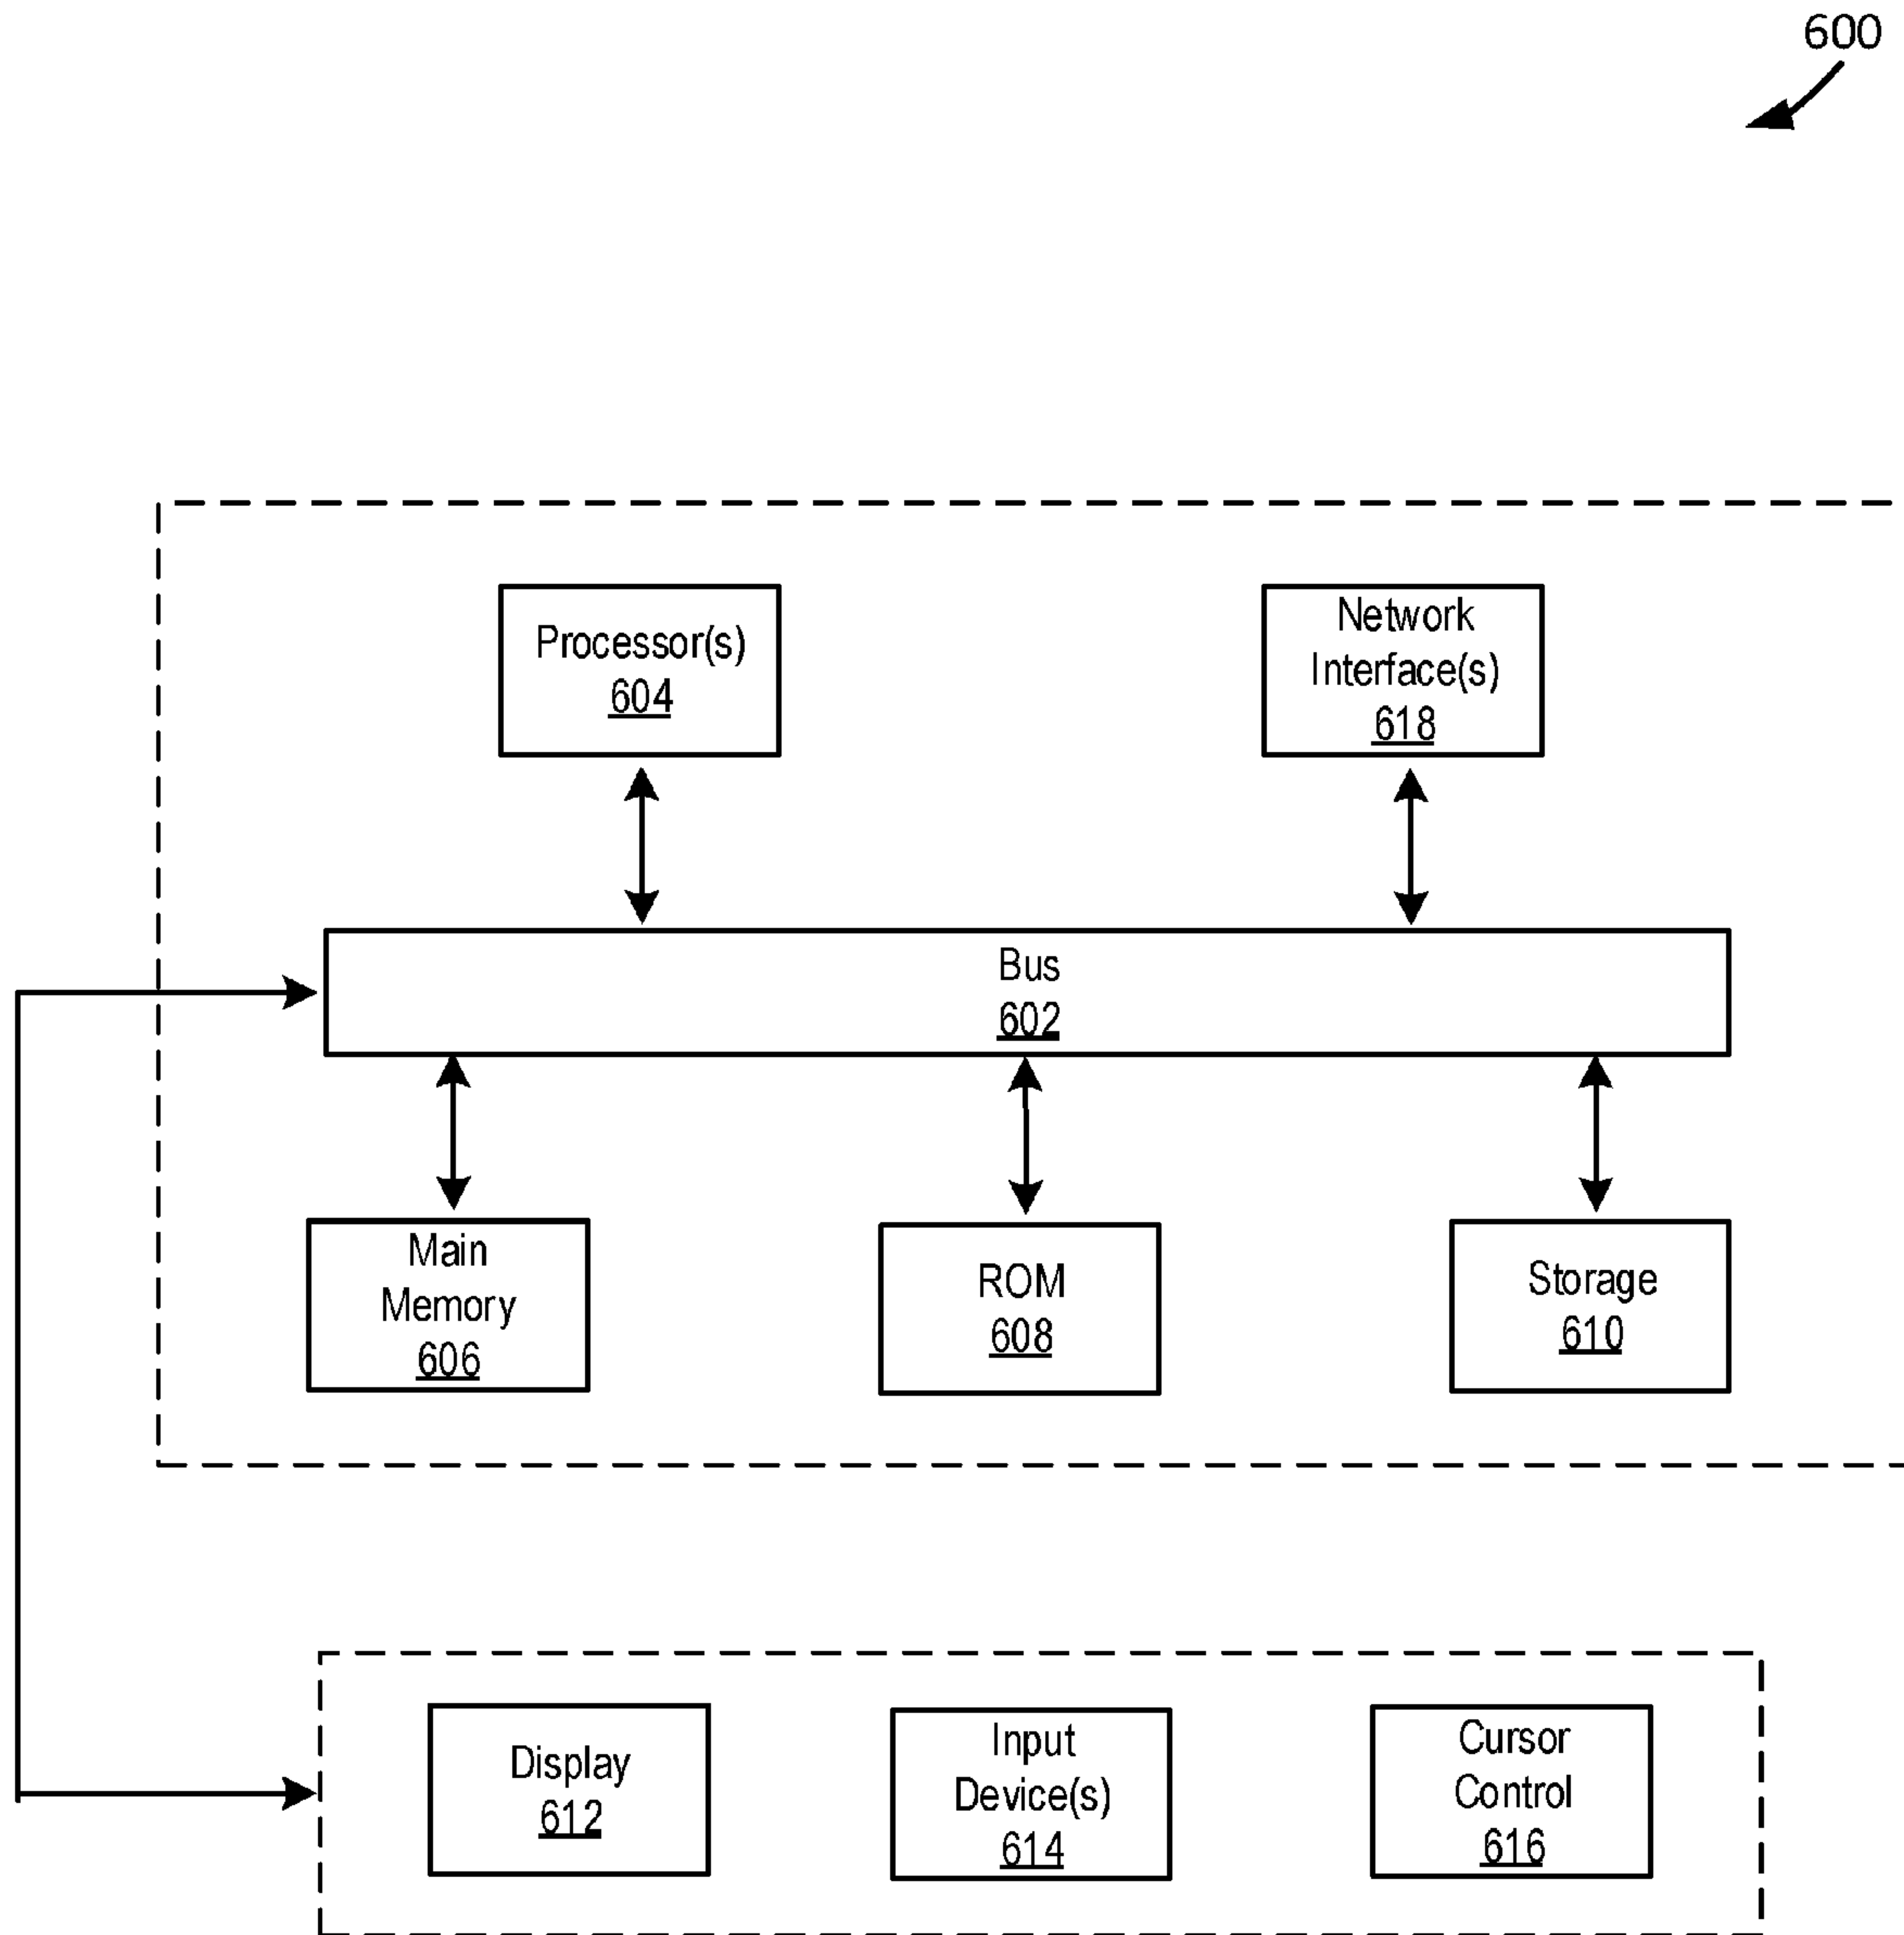 600
Processor(s)
604
Network
Interface(s)
618
Bus
602
Main
Memory
606
ROM
608
Storage
610
Display
612
Input
Device(s)
614
Cursor
Control
616